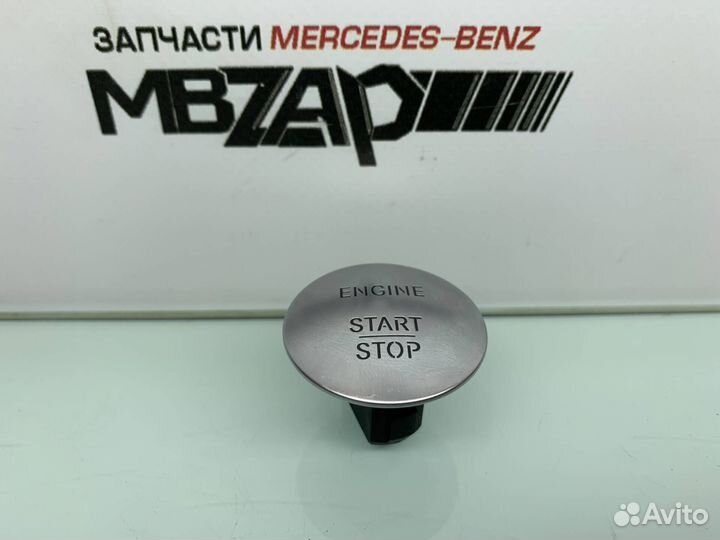 ЗАПЧАСТИ MERCEDES-BENZ
MBZAP
ENGINE
START
STOP
Avito